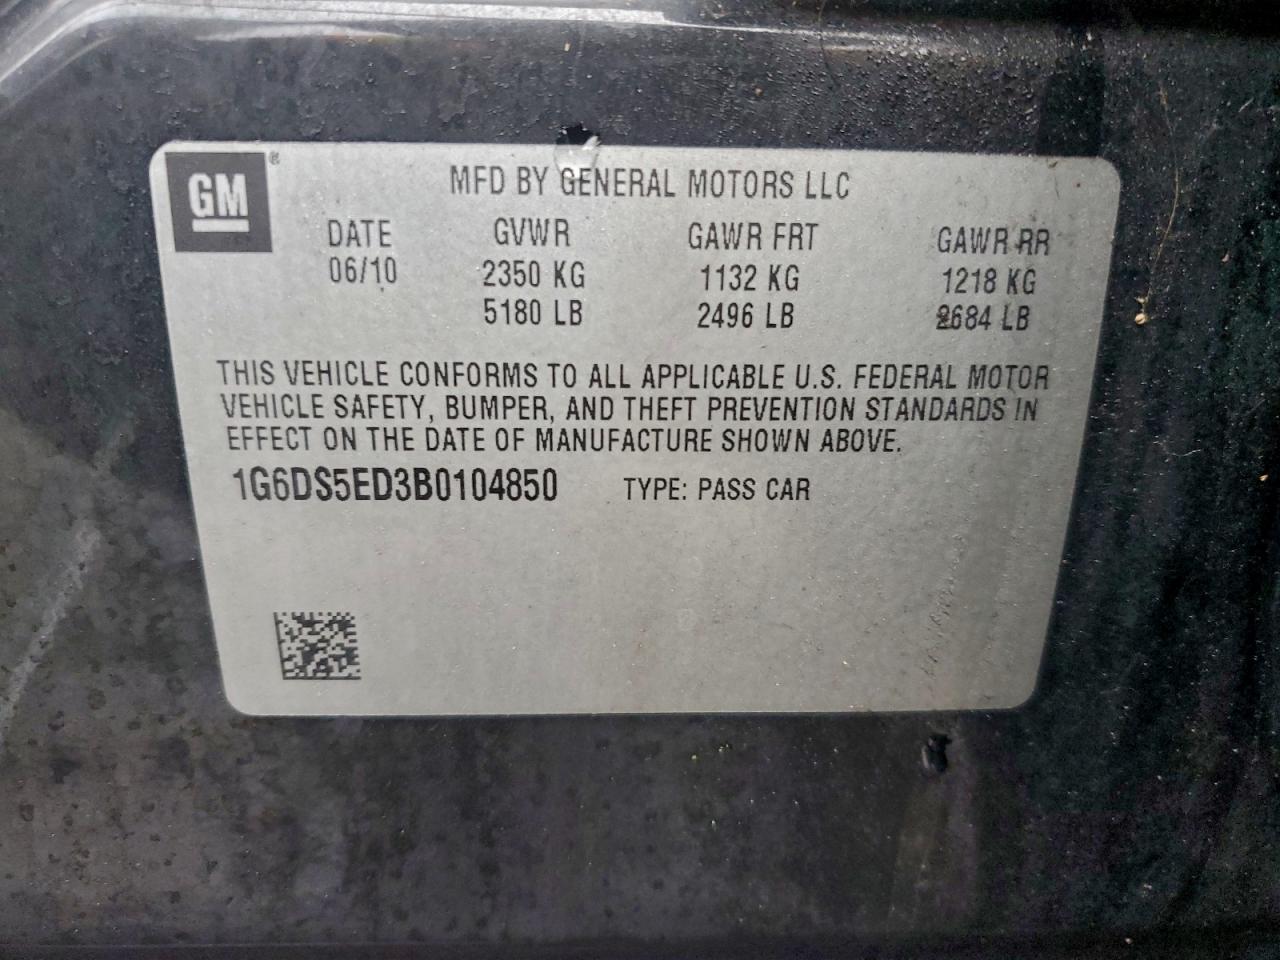 GM® MFD BY GENERAL MOTORS LLC
DATE GVWR GAWR FRT GAWR RR
06/10 2350 KG 1132 KG 1218 KG
5180 LB 2496 LB 2684 LB
THIS VEHICLE CONFORMS TO ALL APPLICABLE U.S. FEDERAL MOTOR
VEHICLE SAFETY, BUMPER, AND THEFT PREVENTION STANDARDS IN
EFFECT ON THE DATE OF MANUFACTURE SHOWN ABOVE.
1G6DS5ED3B0104850 TYPE: PASS CAR